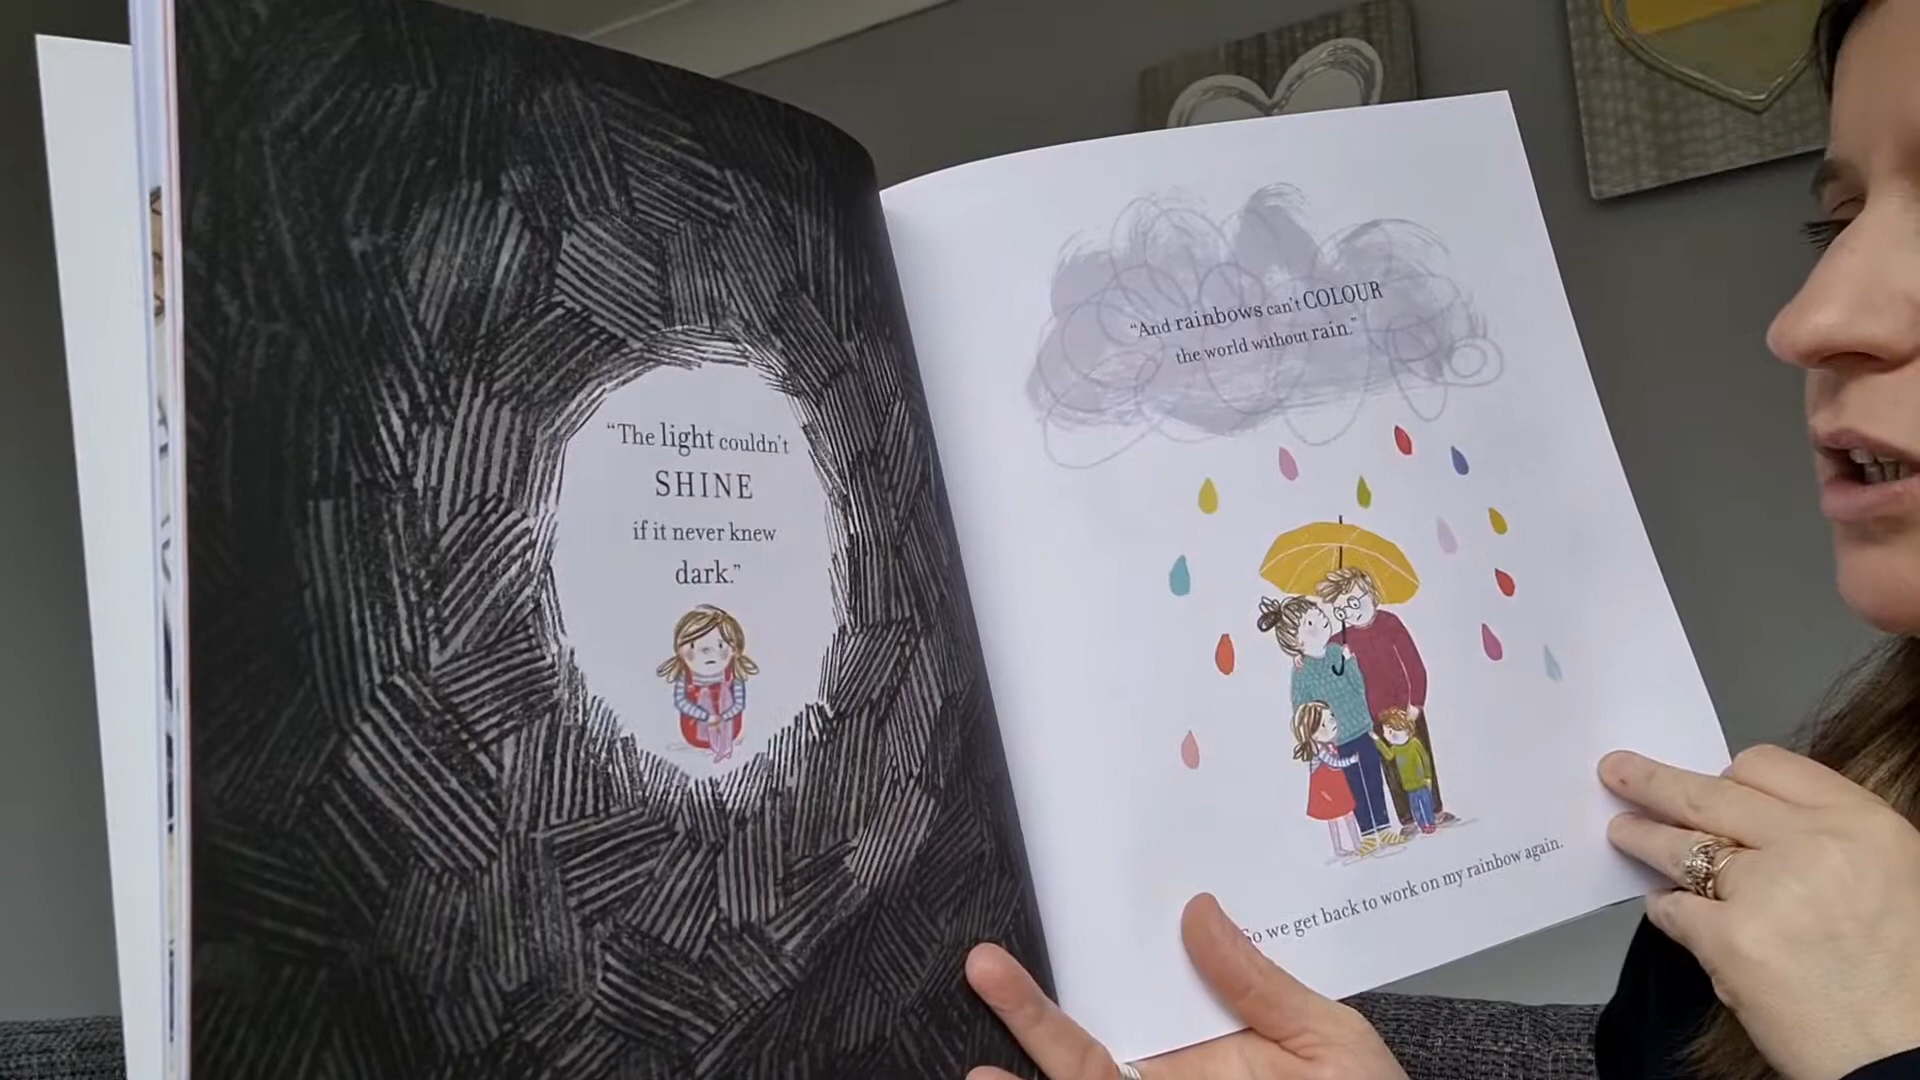 “The light couldn’t
SHINE
if it never knew
dark.”
“And rainbows can’t COLOUR
the world without rain.”
So we get back to work on my rainbow again.